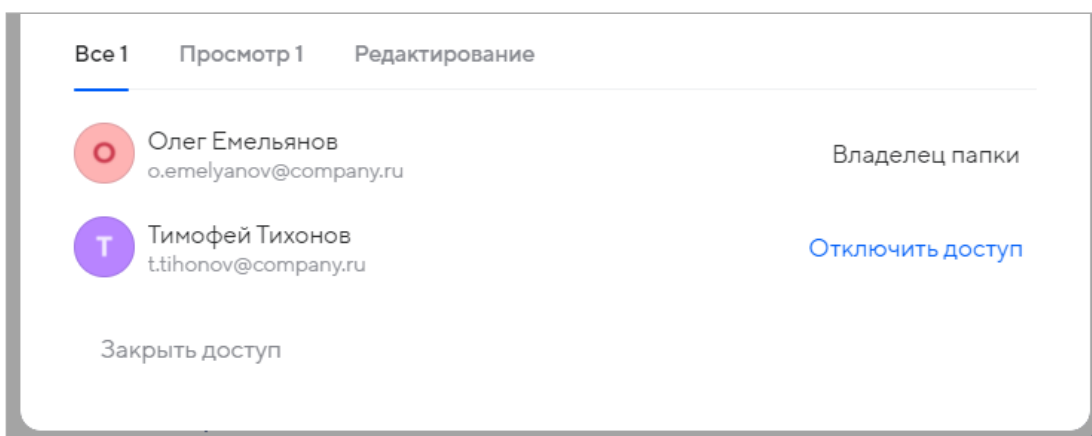 Все 1 Просмотр 1 Редактирование
О
Олег Емельянов
o.emelyanov@company.ru
Владелец папки
Т
Тимофей Тихонов
t.tihonov@company.ru
Отключить доступ
Закрыть доступ